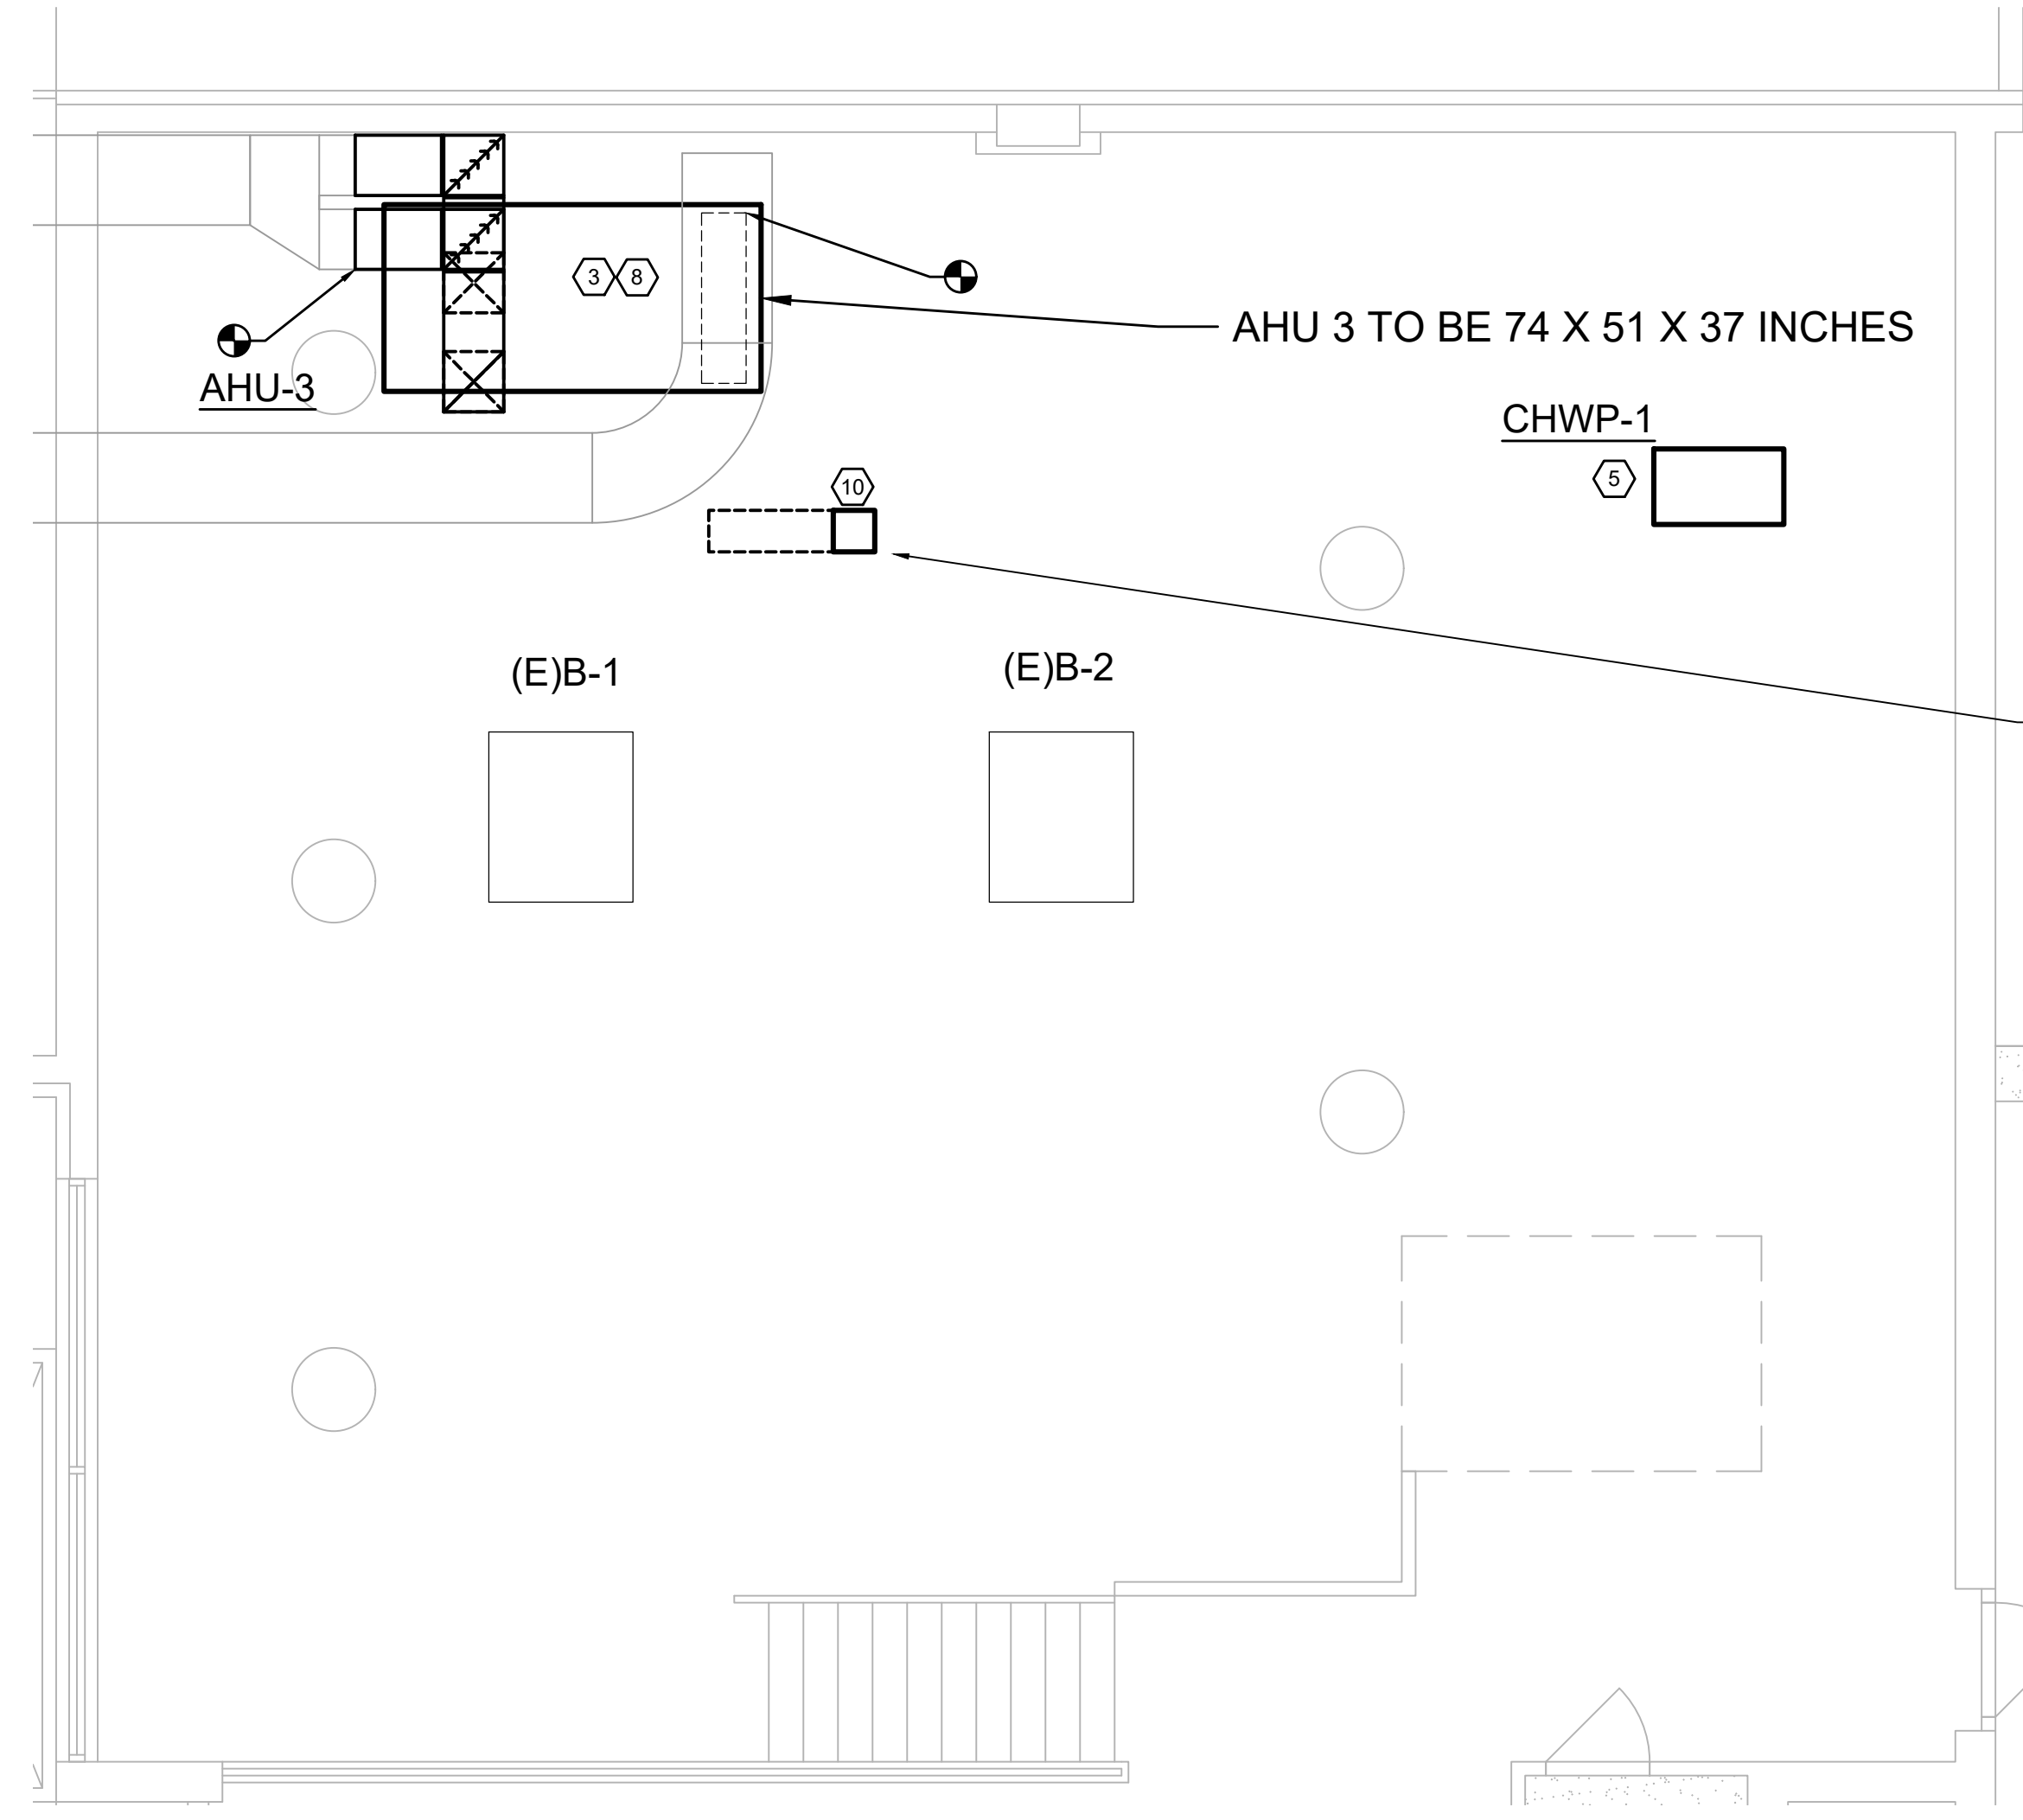 3 8
AHU 3 TO BE 74 X 51 X 37 INCHES
AHU-3
CHWP-1
5
10
(E)B-1
(E)B-2